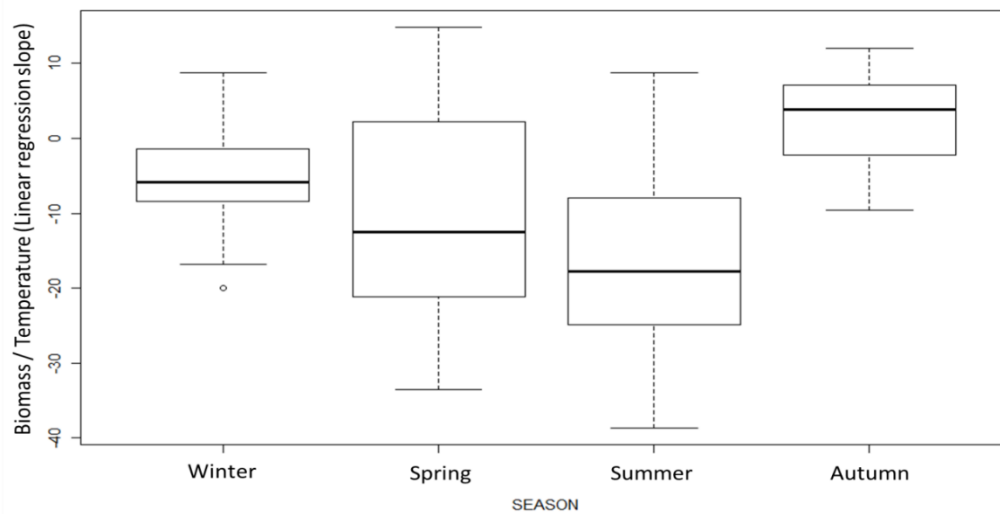 Biomass / Temperature (Linear regression slope)
10
0
-10
-20
-30
-40
Winter
Spring
Summer
Autumn
SEASON